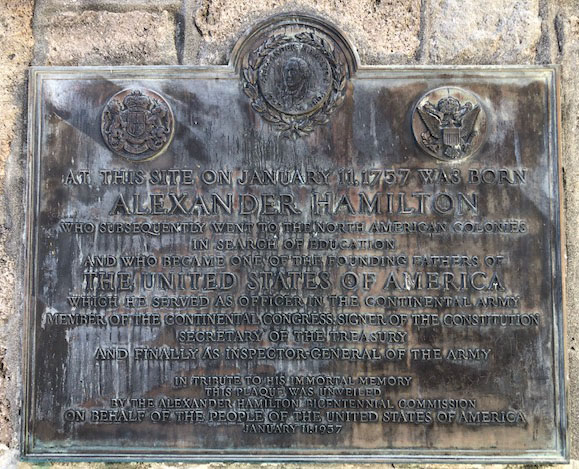 AT THIS SITE ON JANUARY 11, 1757 WAS BORN
ALEXANDER HAMILTON
WHO SUBSEQUENTLY WENT TO THE NORTH AMERICAN COLONIES
IN SEARCH OF EDUCATION
AND WHO BECAME ONE OF THE FOUNDING FATHERS OF
THE UNITED STATES OF AMERICA
WHICH HE SERVED AS OFFICER IN THE CONTINENTAL ARMY
MEMBER OF THE CONTINENTAL CONGRESS, SIGNER OF THE CONSTITUTION
SECRETARY OF THE TREASURY
AND FINALLY AS INSPECTOR-GENERAL OF THE ARMY
IN TRIBUTE TO HIS IMMORTAL MEMORY
THIS PLAQUE WAS UNVEILED
BY THE ALEXANDER HAMILTON BICENTENNIAL COMMISSION
ON BEHALF OF THE PEOPLE OF THE UNITED STATES OF AMERICA
JANUARY 11, 1957